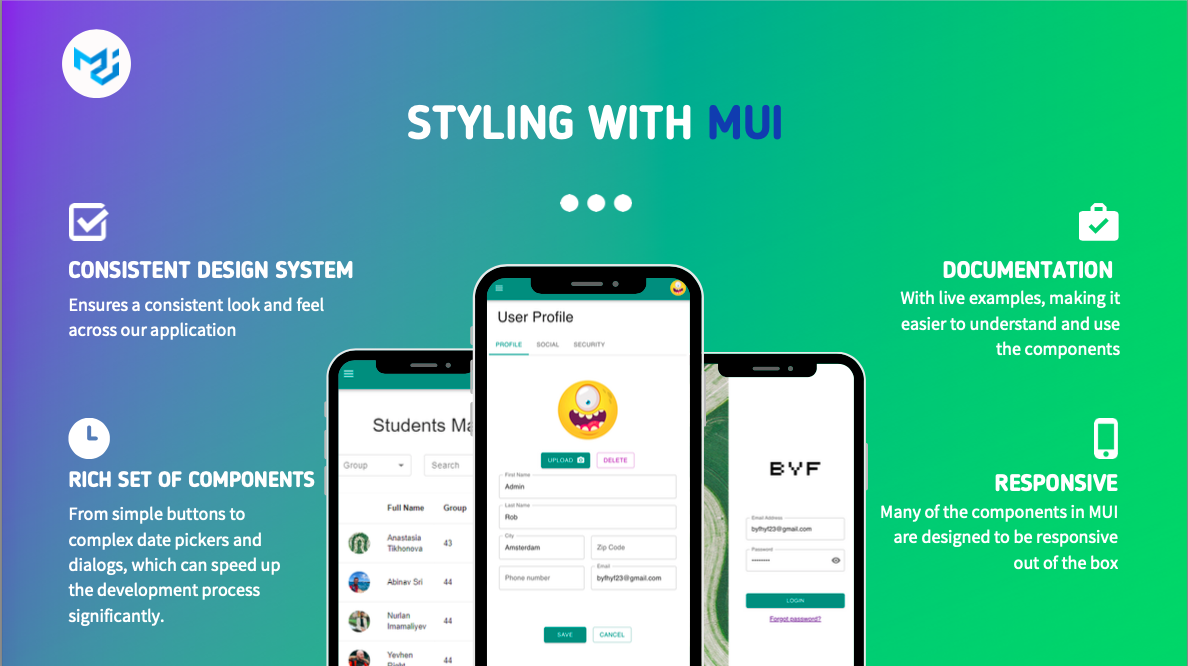 STYLING WITH MUI
CONSISTENT DESIGN SYSTEM
Ensures a consistent look and feel
across our application
RICH SET OF COMPONENTS
From simple buttons to
complex date pickers and
dialogs, which can speed up
the development process
significantly.
Students Ma
Group
Search
Full Name Group
Anastasia
Tikhonova
43
Abinav Sri 44
Nurlan
Imamaliyev
44
Yevhen
44
User Profile
PROFILE SOCIAL SECURITY
UPLOAD DELETE
First Name
Admin
Last Name
Rob
City
Amsterdam
Zip Code
Phone number
Email
byfhyf23@gmail.com
SAVE CANCEL
BYF
Email Address
byfhyf23@gmail.com
Password
LOGIN
Forgot password?
DOCUMENTATION
With live examples, making it
easier to understand and use
the components
RESPONSIVE
Many of the components in MUI
are designed to be responsive
out of the box